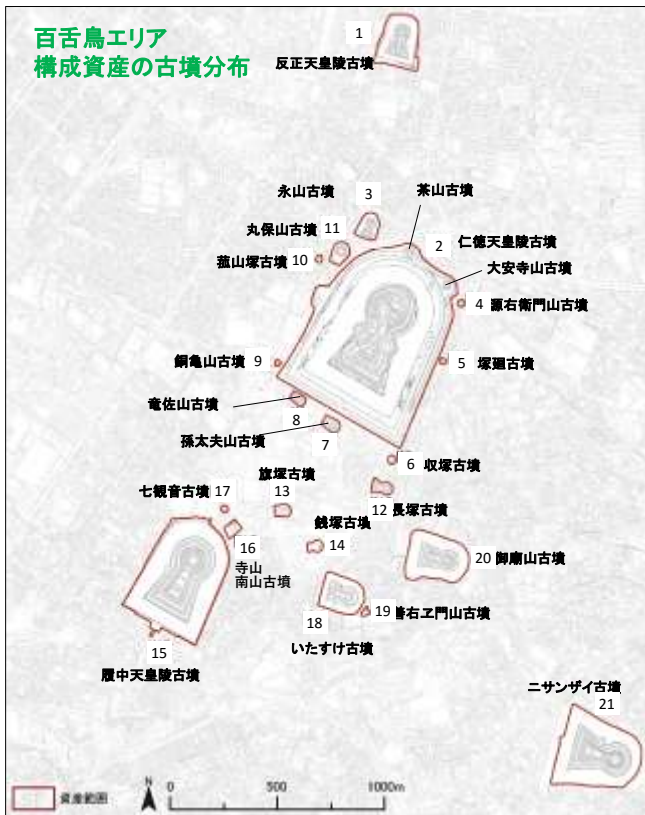 百舌鳥エリア
構成資産の古墳分布
1
反正天皇陵古墳
永山古墳
3
茶山古墳
丸保山古墳
11
2
仁徳天皇陵古墳
菰山塚古墳
10
大安寺山古墳
4
源右衛門山古墳
銅亀山古墳
9
5
塚廻古墳
竜佐山古墳
8
孫太夫山古墳
7
6
収塚古墳
旗塚古墳
七観音古墳
17
13
12
長塚古墳
銭塚古墳
14
16
寺山
南山古墳
20
御廟山古墳
18
19
善右ヱ門山古墳
いたすけ古墳
15
履中天皇陵古墳
ニサンザイ古墳
21
資産範囲
N
0
500
1000m